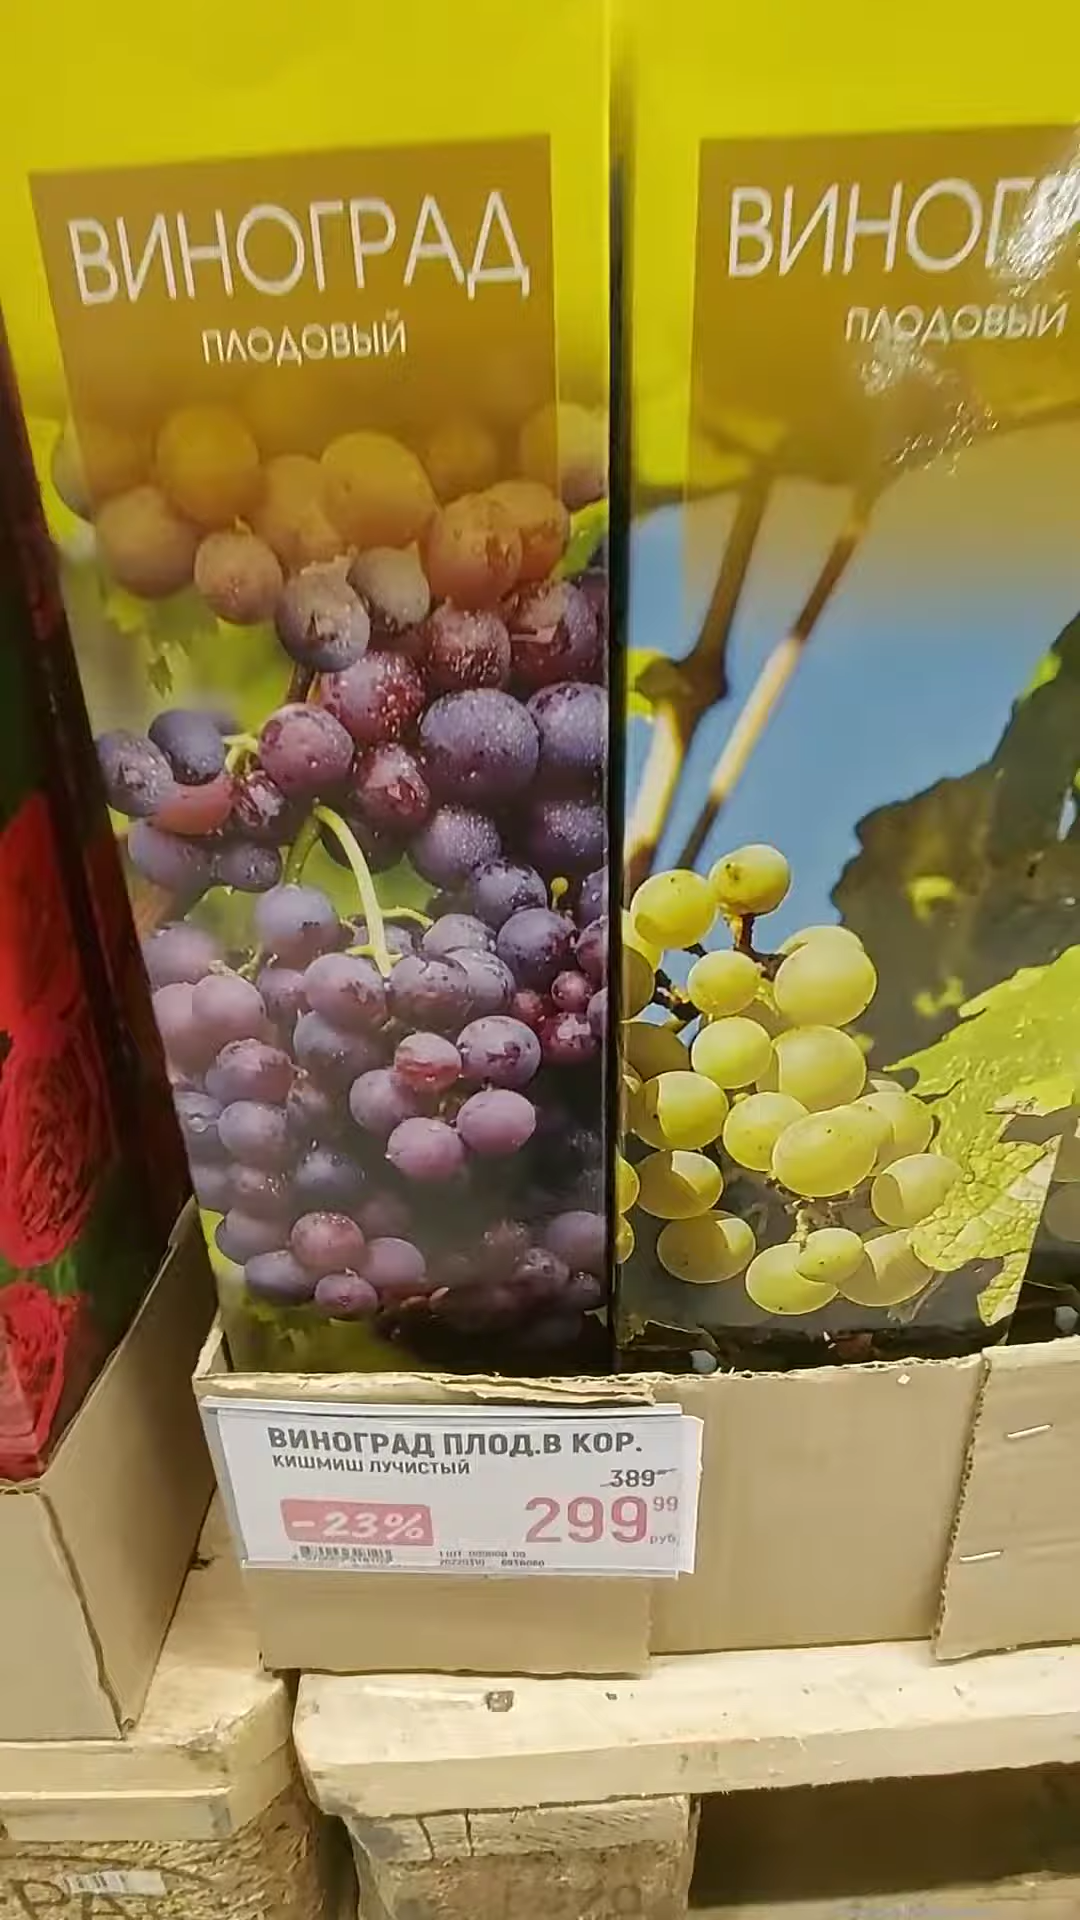 ВИНОГРАД
плодовый
ВИНОГ
плодовый
ВИНОГРАД ПЛОД.В КОР.
КИШМИШ ЛУЧИСТЫЙ
389
-23%
299 99
руб.